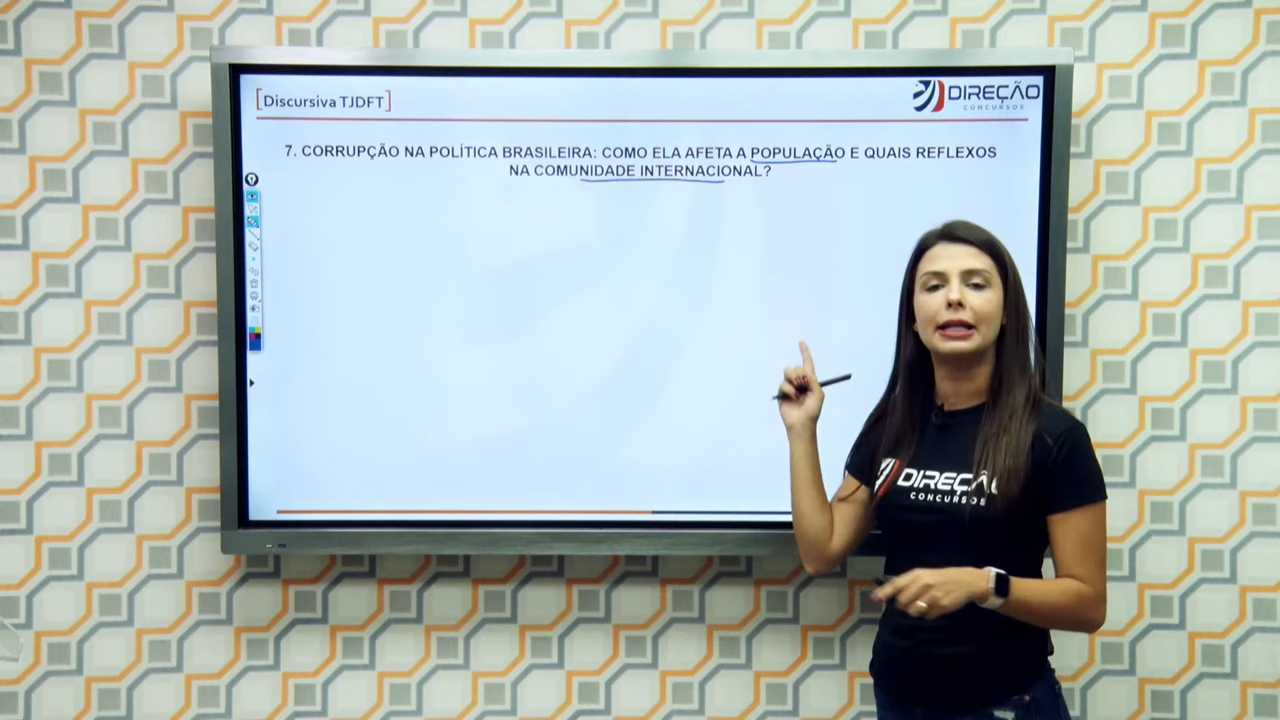 [Discursiva TJDFT]
DIREÇÃO
CONCURSOS
7. CORRUPÇÃO NA POLÍTICA BRASILEIRA: COMO ELA AFETA A POPULAÇÃO E QUAIS REFLEXOS
NA COMUNIDADE INTERNACIONAL?
DIREÇÃO
CONCURSOS